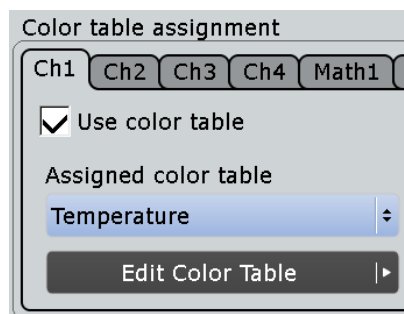 Color table assignment
Ch1 Ch2 Ch3 Ch4 Math1
Use color table
Assigned color table
Temperature
Edit Color Table